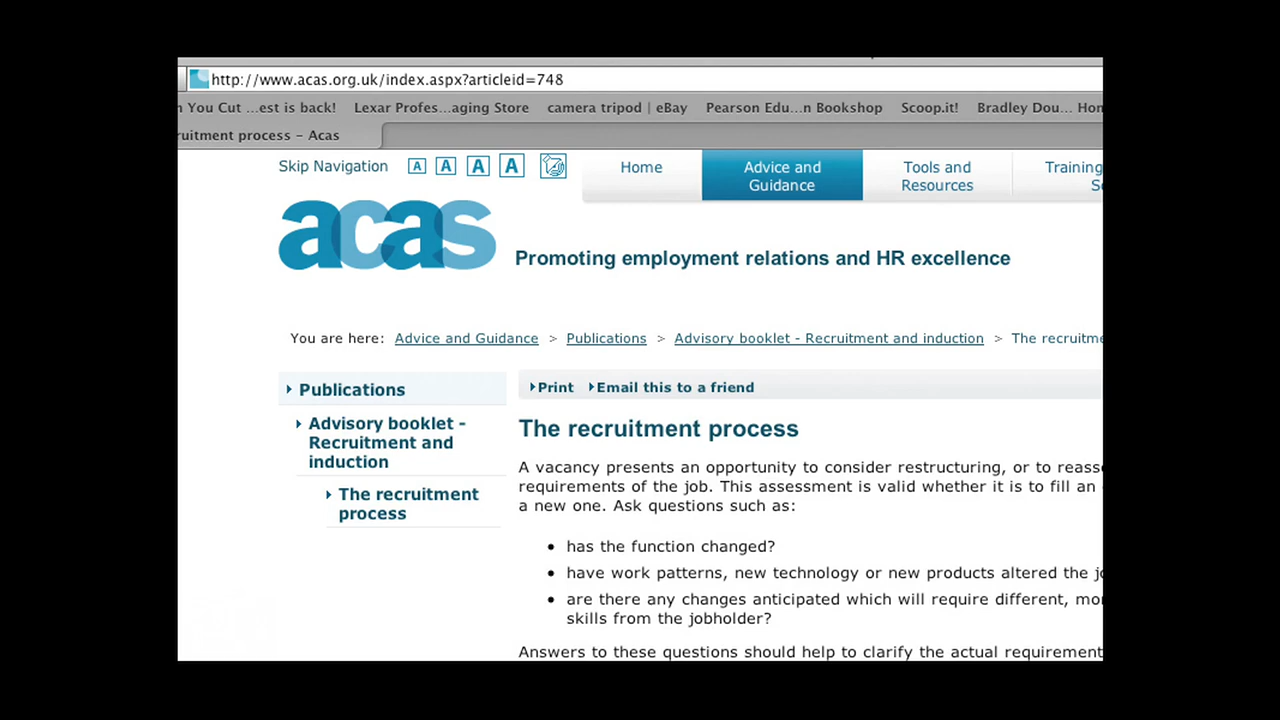 http://www.acas.org.uk/index.aspx?articleid=748
n You Cut ...est is back! Lexar Profes...aging Store camera tripod | eBay Pearson Edu...n Bookshop Scoop.it! Bradley Dou... Hon
ruitment process – Acas
Skip Navigation A A A A
Home
Advice and
Guidance
Tools and
Resources
Training
acas
Promoting employment relations and HR excellence
You are here: Advice and Guidance > Publications > Advisory booklet - Recruitment and induction > The recruitme
Publications
Advisory booklet -
Recruitment and
induction
The recruitment
process
Print Email this to a friend
The recruitment process
A vacancy presents an opportunity to consider restructuring, or to reass
requirements of the job. This assessment is valid whether it is to fill an
a new one. Ask questions such as:
• has the function changed?
• have work patterns, new technology or new products altered the
• are there any changes anticipated which will require different,
skills from the jobholder?
Answers to these questions should help to clarify the actual requirement